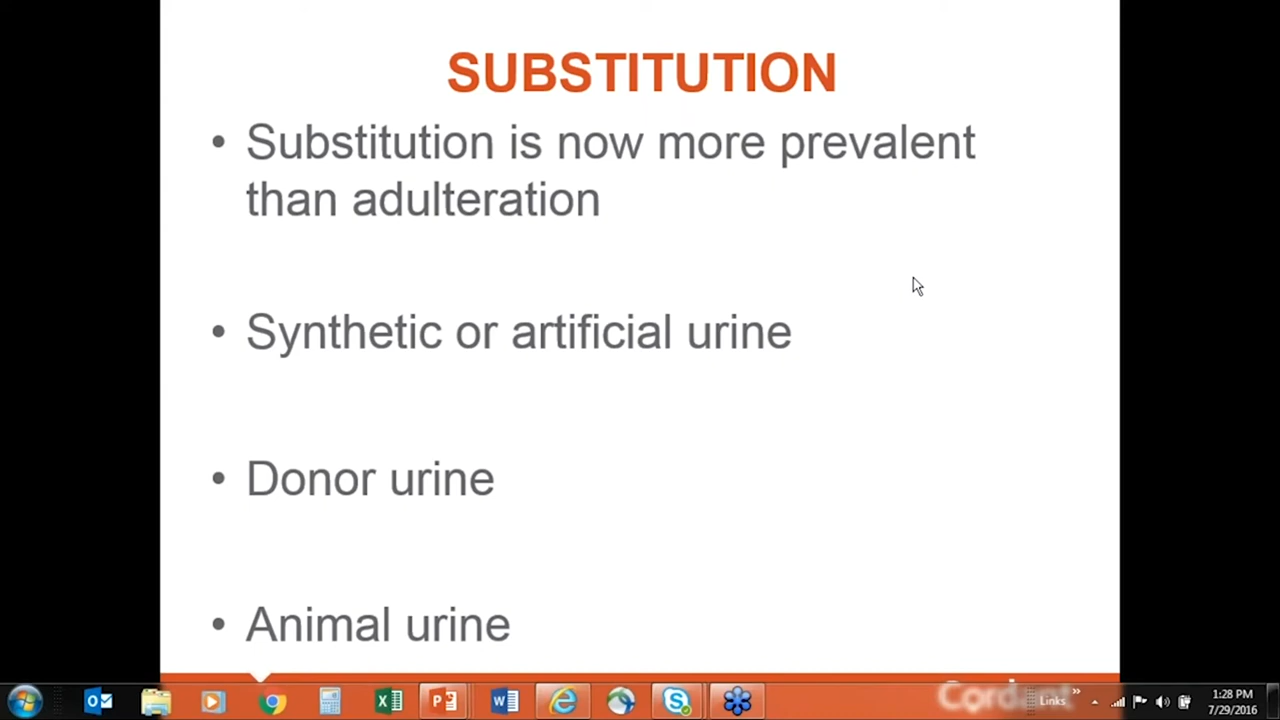 SUBSTITUTION
• Substitution is now more prevalent
than adulteration
• Synthetic or artificial urine
• Donor urine
• Animal urine
Links
1:28 PM
7/29/2016